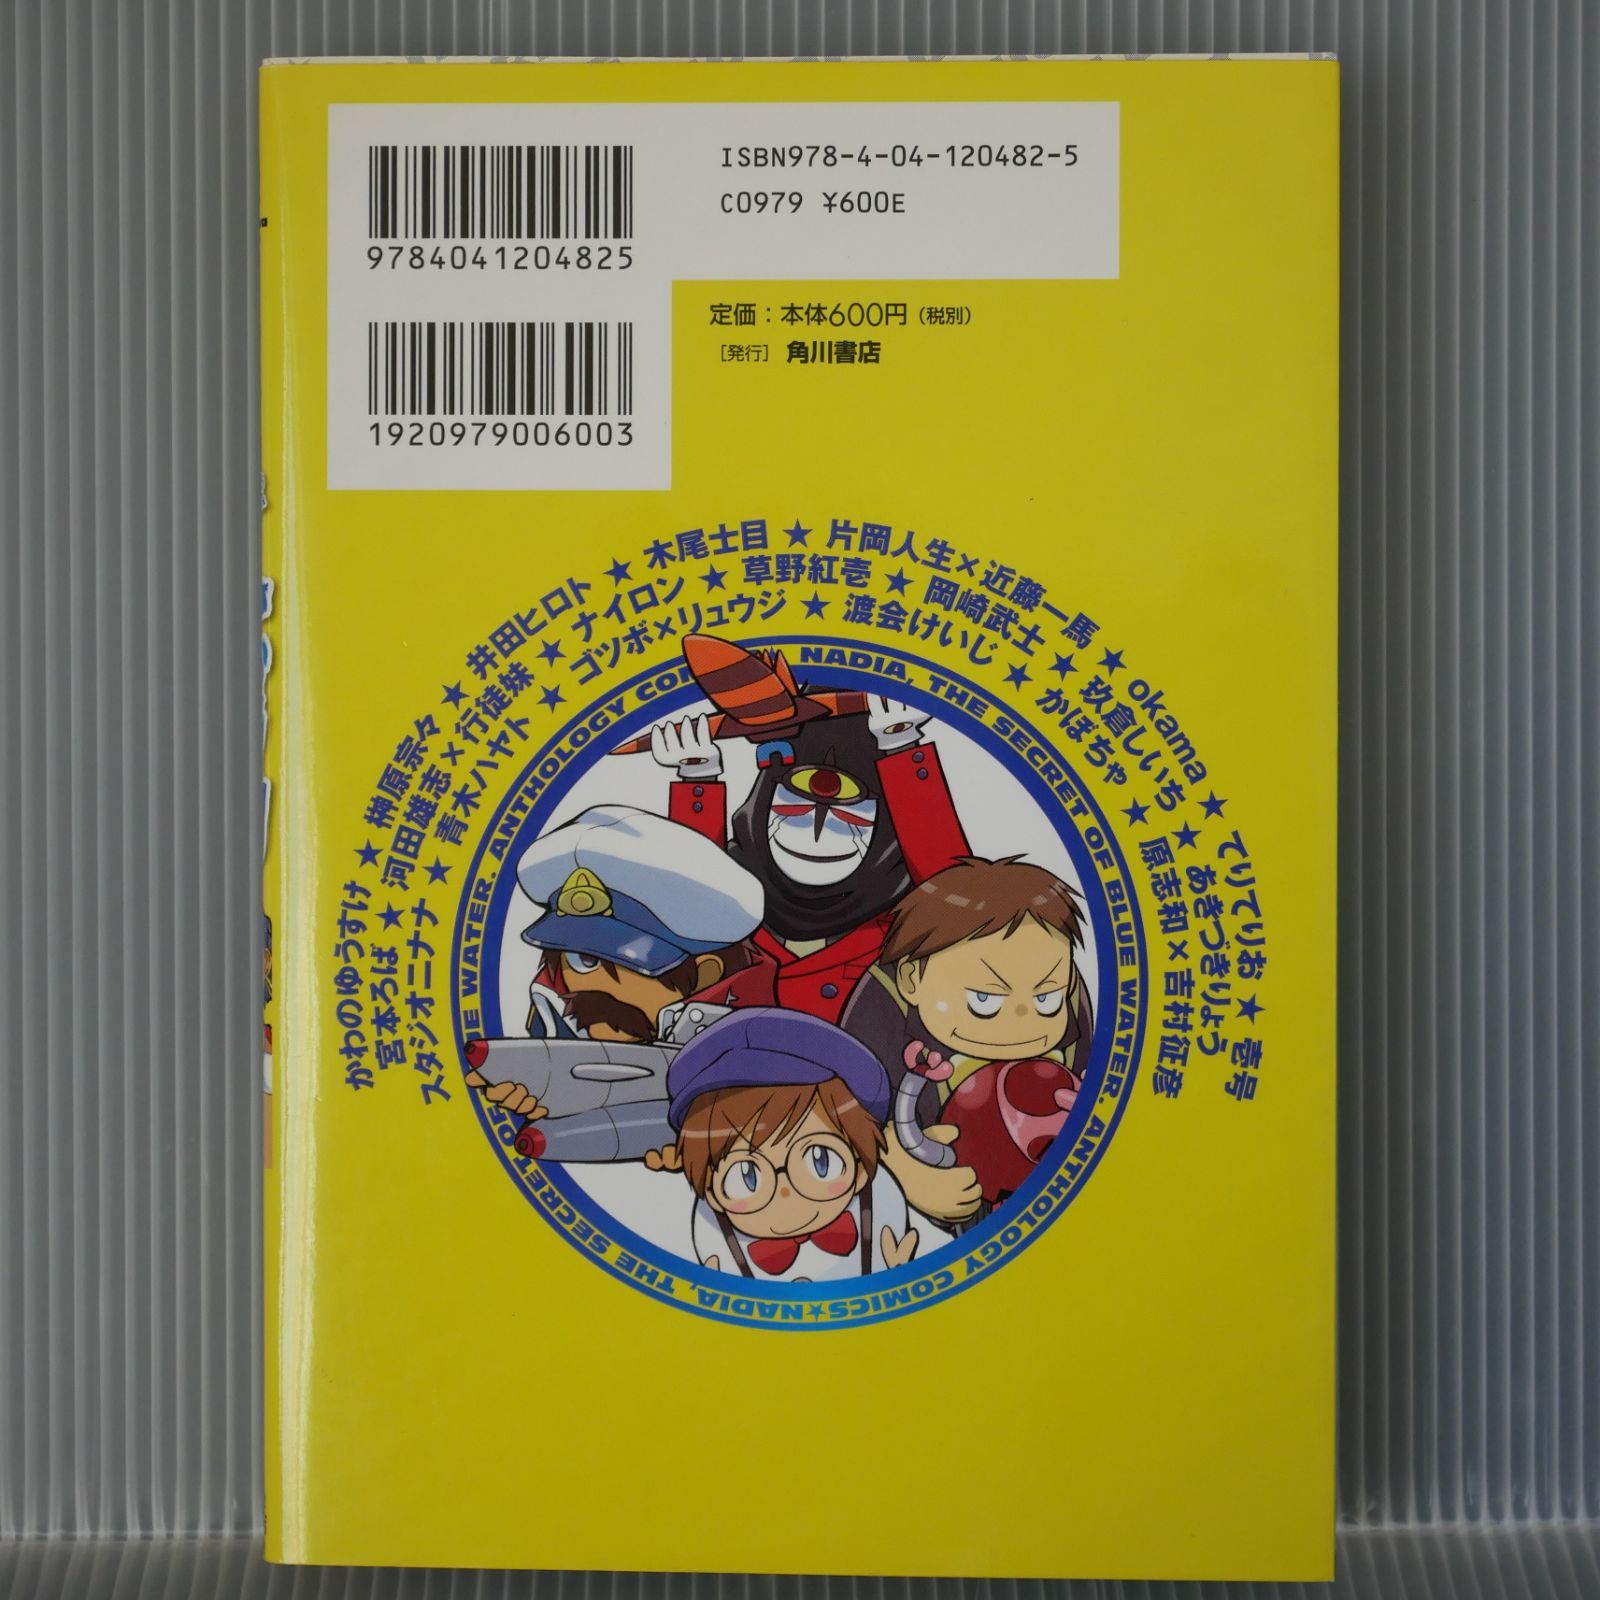 ISBN978-4-04-120482-5
C0979 ¥600E
9784041204825
1920979006003
定価：本体600円（税別）
［発行］ 角川書店
かわのゆうすけ ★ 榊原宗々 ★ 井田ヒロト ★ 木尾士目 ★ 片岡人生×近藤一馬 ★ okama ★ てりてりお ★ 壱号
宮本ろば ★ 河田雄志×行徒妹 ★ ナイロン ★ 草野紅壱 ★ 岡崎武士 ★ 玖倉しいち ★ あきづきりょう
スタジオニナナ ★ 青木ハヤト ★ ゴツボ×リュウジ ★ 渡会けいじ ★ かぼちゃ ★ 原志和×吉村征彦
NADIA, THE SECRET OF BLUE WATER. ANTHOLOGY COMICS★NADIA, THE SECRET OF
UE WATER. ANTHOLOGY COM